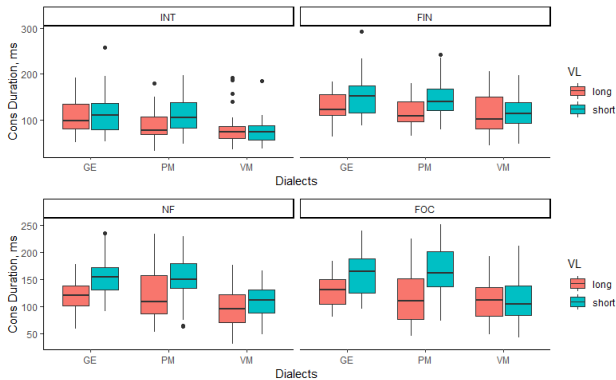 INT FIN
Cons Duration, ms
300
200
100
GE PM VM GE PM VM
Dialects
VL
long
short
NF FOC
Cons Duration, ms
250
200
150
100
50
GE PM VM GE PM VM
Dialects
VL
long
short